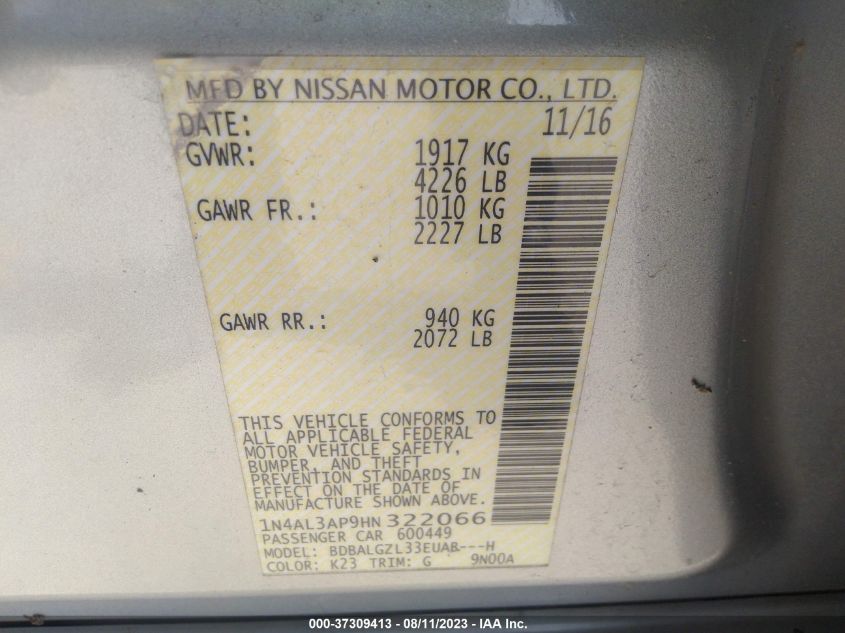 MFD BY NISSAN MOTOR CO., LTD.
DATE: 11/16
GVWR: 1917 KG
4226 LB
GAWR FR.: 1010 KG
2227 LB
GAWR RR.: 940 KG
2072 LB
THIS VEHICLE CONFORMS TO
ALL APPLICABLE FEDERAL
MOTOR VEHICLE SAFETY,
BUMPER, AND THEFT
PREVENTION STANDARDS IN
EFFECT ON THE DATE OF
MANUFACTURE SHOWN ABOVE.
1N4AL3AP9HN 322066
PASSENGER CAR 600449
MODEL: BDBALGZL33EUAB---H
COLOR: K23 TRIM: G 9N00A
000-37309413 - 08/11/2023 - IAA Inc.